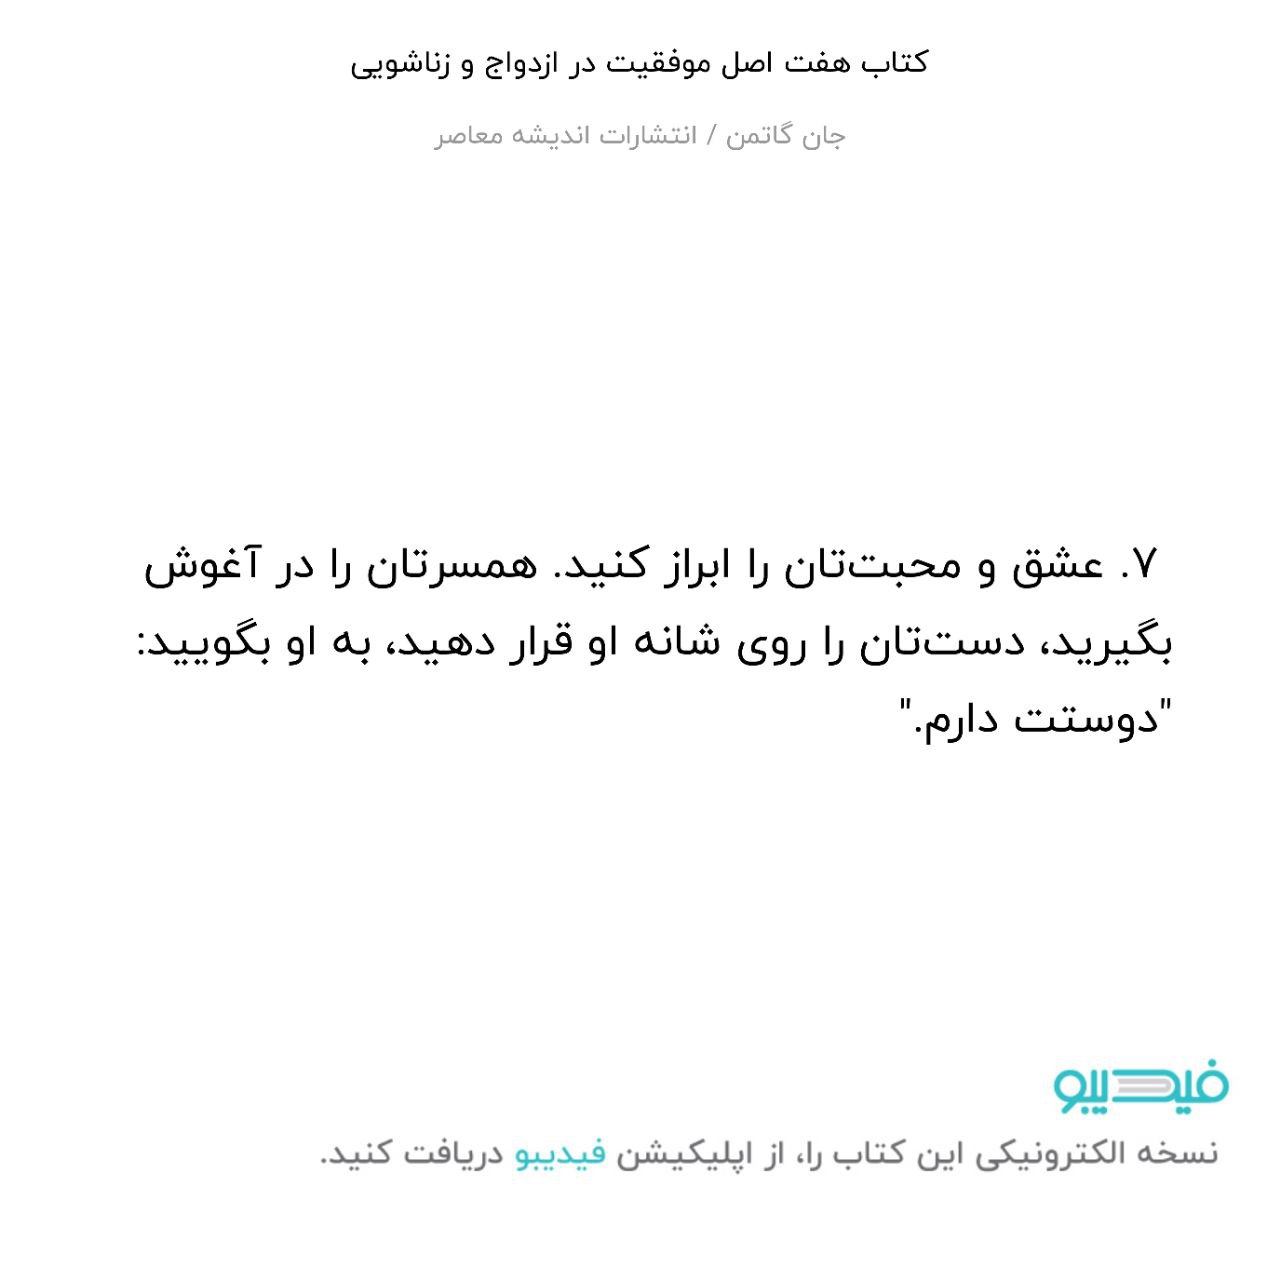 کتاب هفت اصل موفقیت در ازدواج و زناشویی
جان گاتمن / انتشارات اندیشه معاصر
۷. عشق و محبت‌تان را ابراز کنید. همسرتان را در آغوش
بگیرید، دست‌تان را روی شانه او قرار دهید، به او بگویید:
"دوستت دارم."
فیدیبو
نسخه الکترونیکی این کتاب را، از اپلیکیشن فیدیبو دریافت کنید.